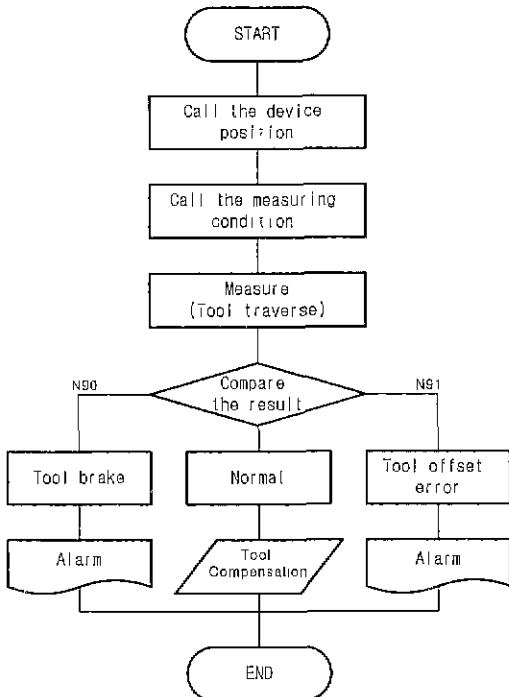 START
Call the device
position
Call the measuring
condition
Measure
(Tool traverse)
Compare
the result
N90
N91
Tool brake
Normal
Tool offset
error
Alarm
Tool
Compensation
Alarm
END